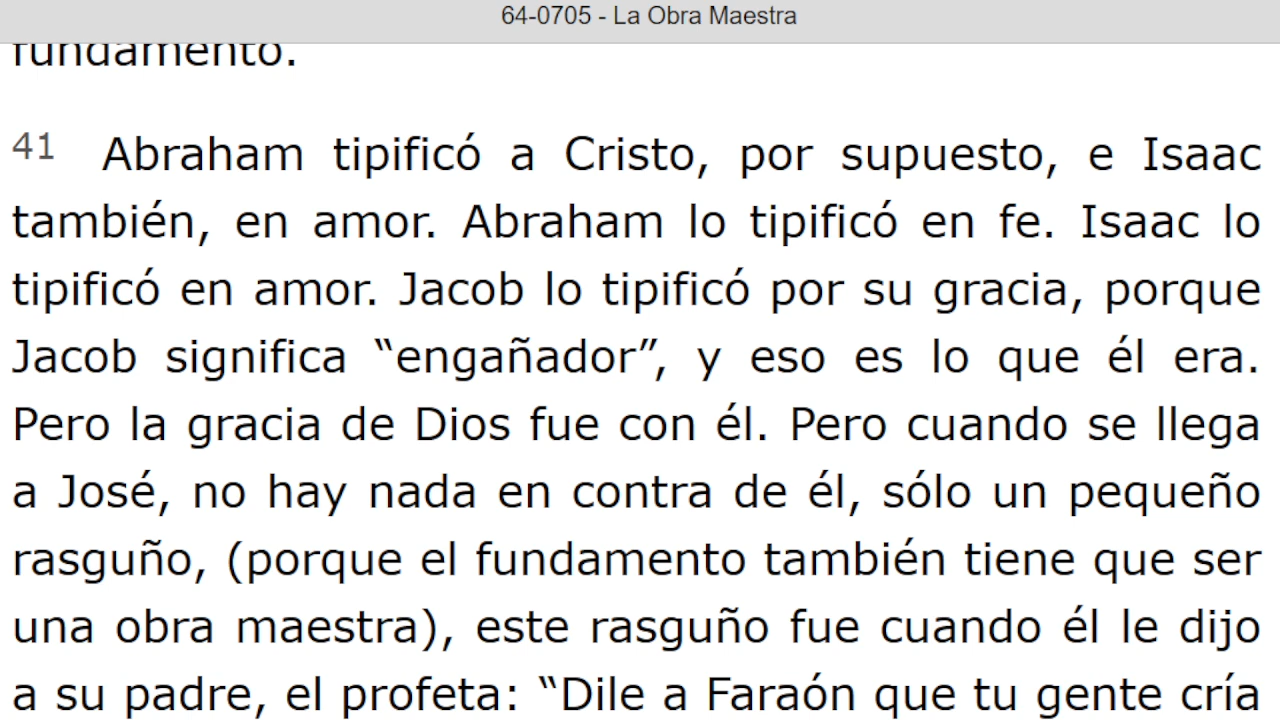 64-0705 - La Obra Maestra
fundamento.
41 Abraham tipificó a Cristo, por supuesto, e Isaac
también, en amor. Abraham lo tipificó en fe. Isaac lo
tipificó en amor. Jacob lo tipificó por su gracia, porque
Jacob significa “engañador”, y eso es lo que él era.
Pero la gracia de Dios fue con él. Pero cuando se llega
a José, no hay nada en contra de él, sólo un pequeño
rasguño, (porque el fundamento también tiene que ser
una obra maestra), este rasguño fue cuando él le dijo
a su padre, el profeta: “Dile a Faraón que tu gente cría